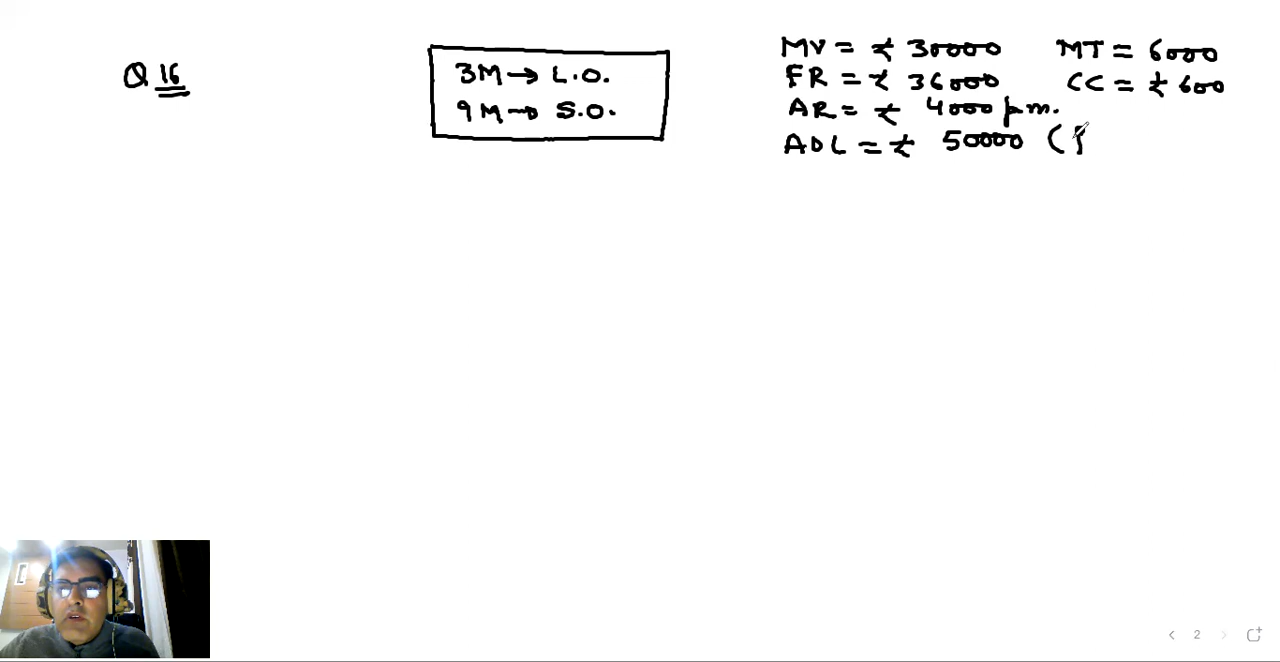 Q 16
3M → L.O.
9M → S.O.
MV = ₹ 30000 MT = 6000
FR = ₹ 36000 CC = ₹ 600
AR = ₹ 4000 p.m.
ADL = ₹ 50000 (
2